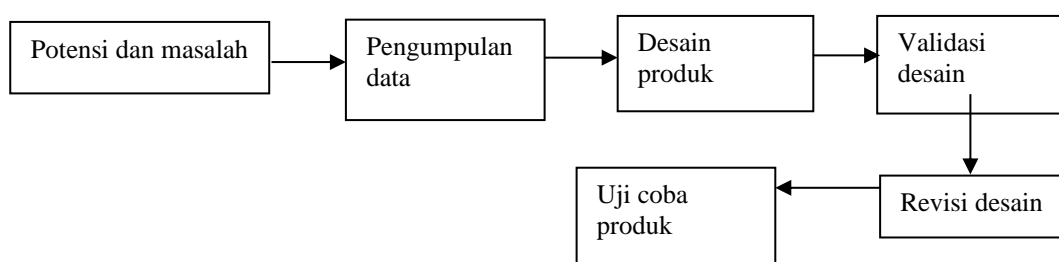 Potensi dan masalah
Pengumpulan
data
Desain
produk
Validasi
desain
Revisi desain
Uji coba
produk